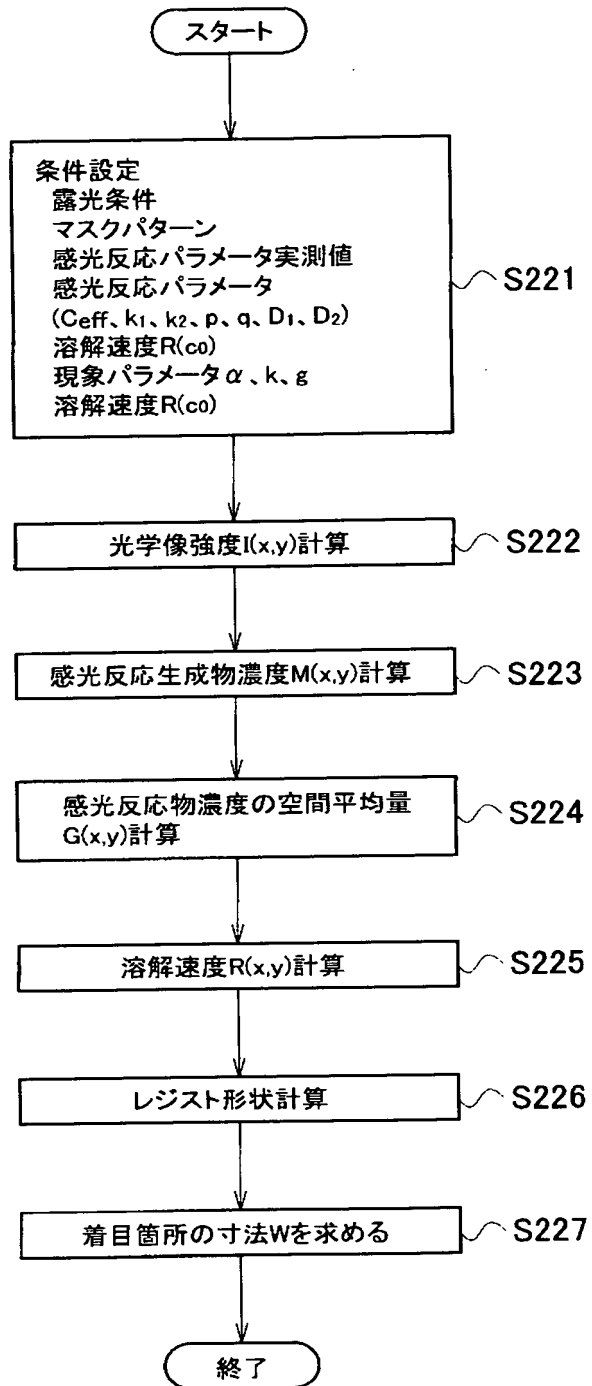 スタート
条件設定
露光条件
マスクパターン
感光反応パラメータ実測値
感光反応パラメータ
(Ceff、k1、k2、p、q、D1、D2)
溶解速度R(c0)
現象パラメータα、k、g
溶解速度R(c0)
S221
光学像強度I(x,y)計算
S222
感光反応生成物濃度M(x,y)計算
S223
感光反応物濃度の空間平均量
G(x,y)計算
S224
溶解速度R(x,y)計算
S225
レジスト形状計算
S226
着目箇所の寸法Wを求める
S227
終了